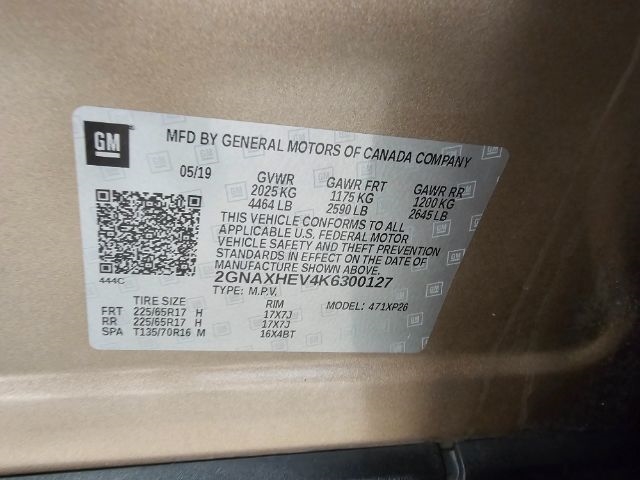 GM
MFD BY GENERAL MOTORS OF CANADA COMPANY
05/19 GVWR GAWR FRT GAWR RR
2025 KG 1175 KG 1200 KG
4464 LB 2590 LB 2645 LB
THIS VEHICLE CONFORMS TO ALL
APPLICABLE U.S. FEDERAL MOTOR
VEHICLE SAFETY AND THEFT PREVENTION
STANDARDS IN EFFECT ON THE DATE OF
MANUFACTURE SHOWN ABOVE.
444C 2GNAXHEV4K6300127
TYPE: M.P.V. MODEL: 471XP26
TIRE SIZE RIM
FRT 225/65R17 H 17X7J
RR 225/65R17 H 17X7J
SPA T135/70R16 M 16X4BT